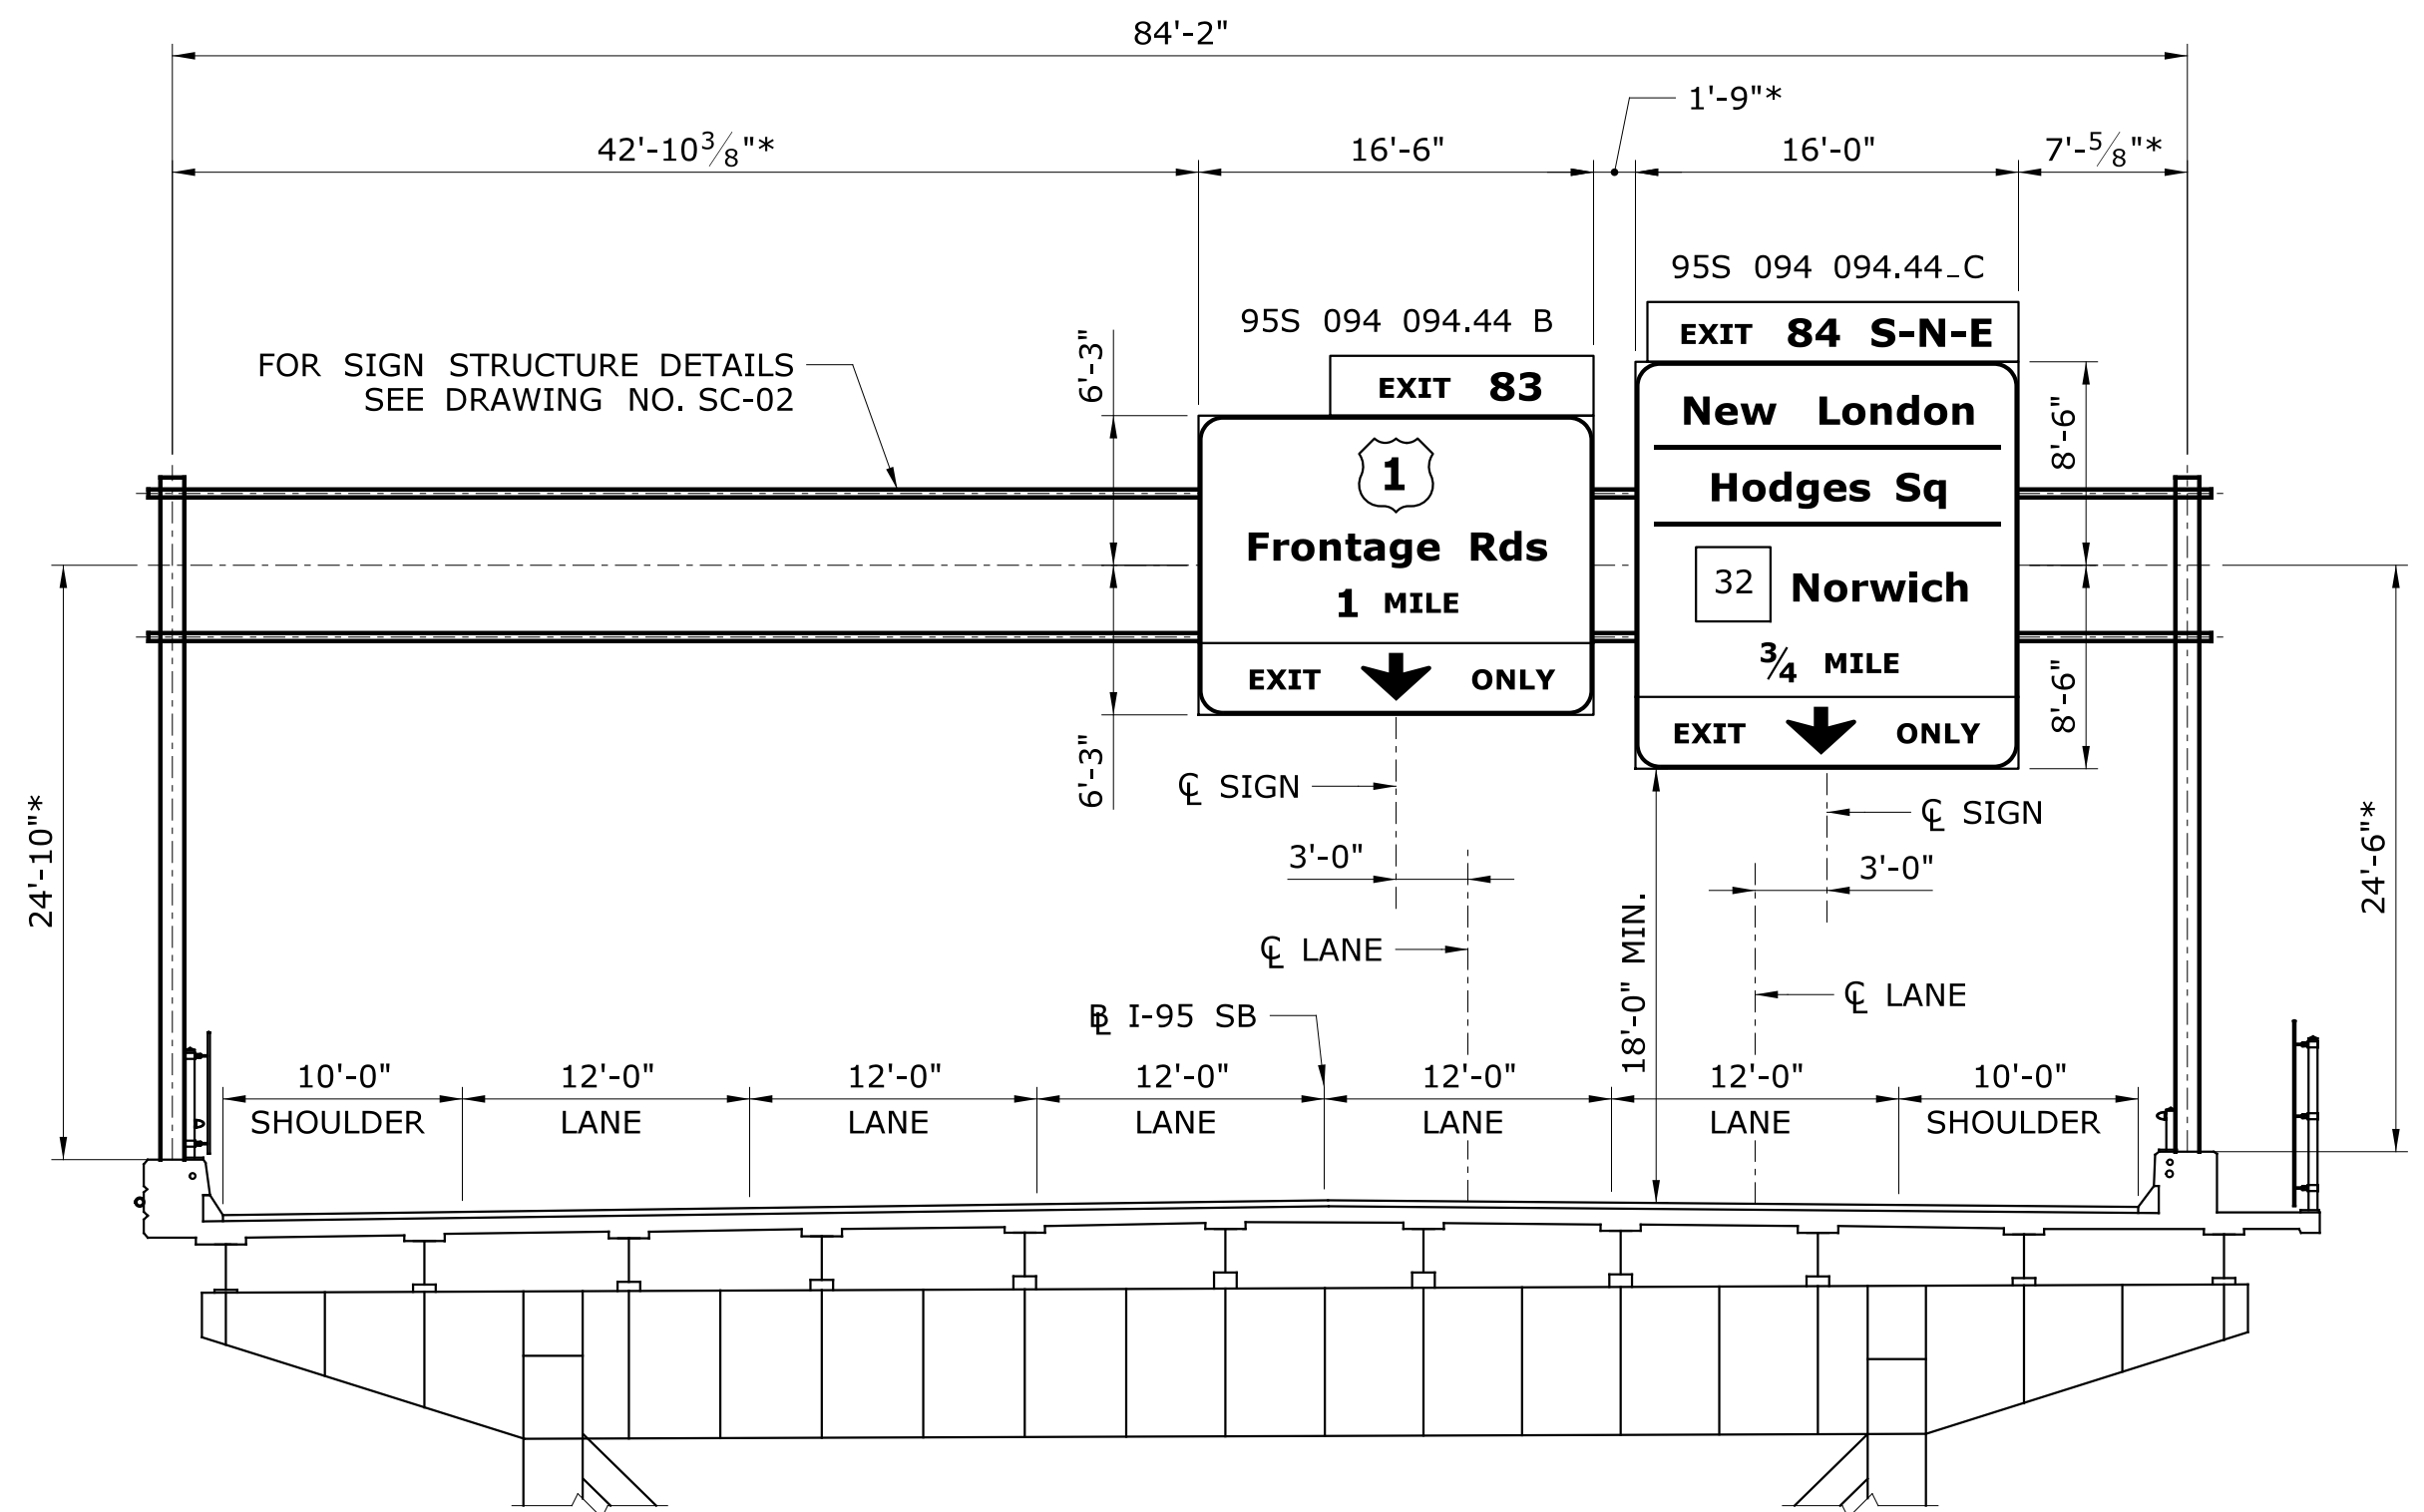 84'-2"
1'-9"*
42'-10 3/8"*
16'-6"
16'-0"
7'-5/8"*
95S 094 094.44 B
95S 094 094.44_C
FOR SIGN STRUCTURE DETAILS
SEE DRAWING NO. SC-02
6'-3"
6'-3"
EXIT 83
1
Frontage Rds
1 MILE
EXIT ONLY
EXIT 84 S-N-E
New London
Hodges Sq
32 Norwich
3/4 MILE
EXIT ONLY
8'-6"
8'-6"
24'-10"*
24'-6"*
℄ SIGN
℄ SIGN
3'-0"
3'-0"
℄ LANE
℄ LANE
18'-0" MIN.
BL I-95 SB
10'-0"
SHOULDER
12'-0"
LANE
12'-0"
LANE
12'-0"
LANE
12'-0"
LANE
12'-0"
LANE
10'-0"
SHOULDER